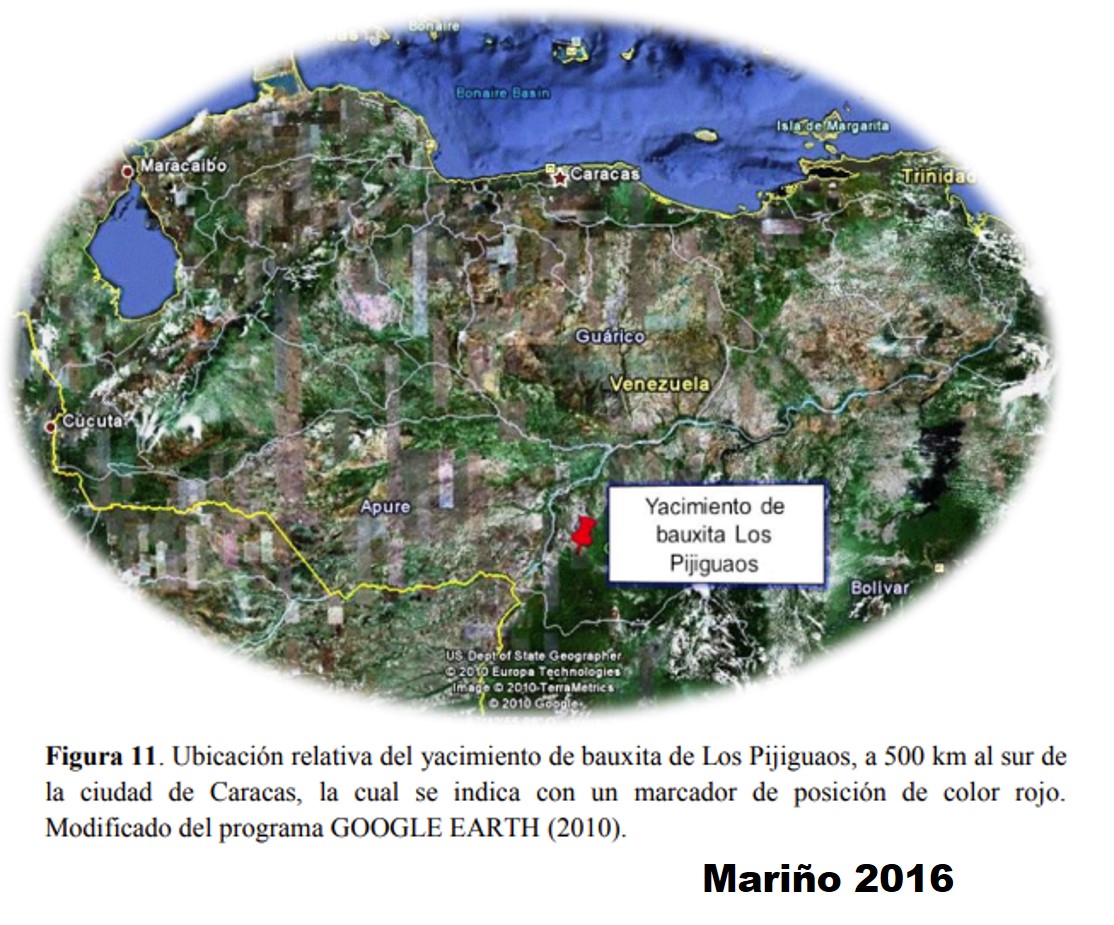 Bonaire
Bonaire Basin
Isla de Margarita
Maracaibo
Caracas
Trinidad
Guárico
Venezuela
Cúcuta
Apure
Yacimiento de
bauxita Los
Pijiguaos
Bolívar
US Dept of State Geographer
© 2010 Europa Technologies
Image © 2010 TerraMetrics
© 2010 Google
Figura 11. Ubicación relativa del yacimiento de bauxita de Los Pijiguaos, a 500 km al sur de
la ciudad de Caracas, la cual se indica con un marcador de posición de color rojo.
Modificado del programa GOOGLE EARTH (2010).
Mariño 2016